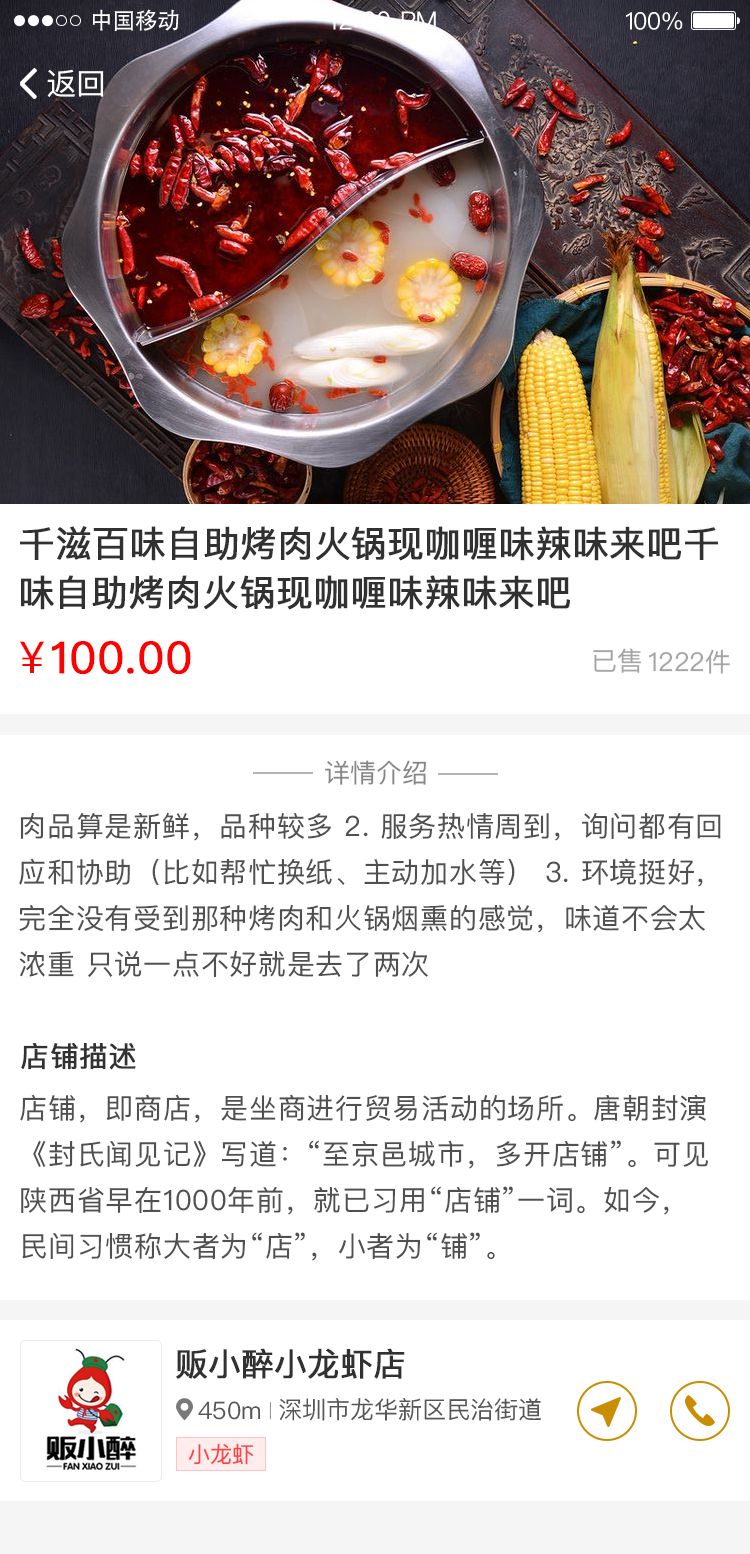 中国移动
100%
返回
千滋百味自助烤肉火锅现咖喱味辣味来吧千
味自助烤肉火锅现咖喱味辣味来吧
¥100.00
已售 1222件
详情介绍
肉品算是新鲜，品种较多 2. 服务热情周到，询问都有回
应和协助（比如帮忙换纸、主动加水等） 3. 环境挺好,
完全没有受到那种烤肉和火锅烟熏的感觉，味道不会太
浓重 只说一点不好就是去了两次
店铺描述
店铺，即商店，是坐商进行贸易活动的场所。唐朝封演
《封氏闻见记》写道：“至京邑城市，多开店铺”。可见
陕西省早在1000年前，就已习用“店铺”一词。如今，
民间习惯称大者为“店”，小者为“铺”。
贩小醉小龙虾店
450m
深圳市龙华新区民治街道
小龙虾
贩小醉
FAN XIAO ZUI